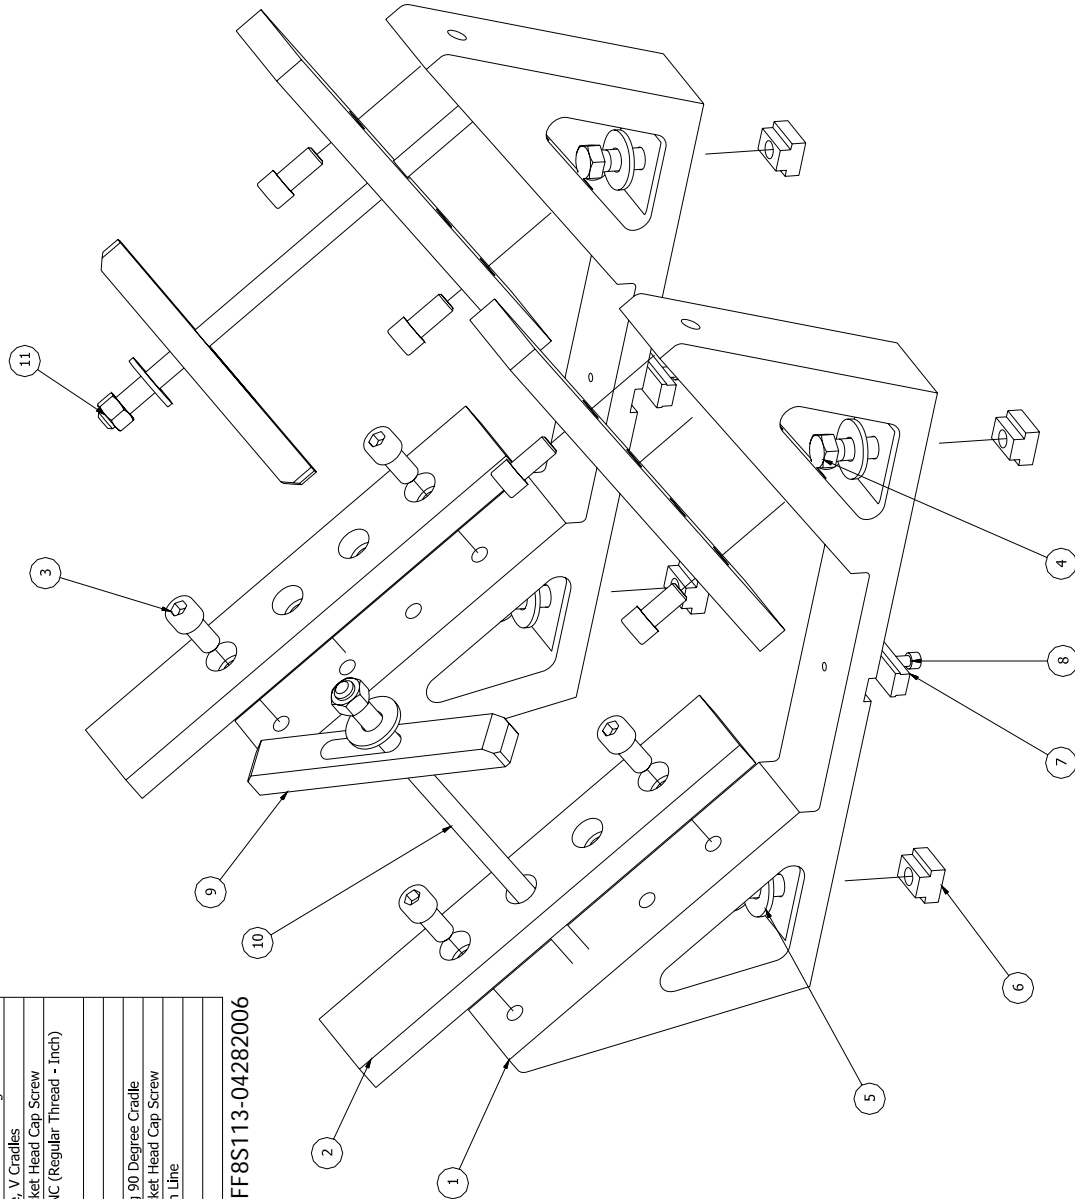 e, V Cradles
ket Head Cap Screw
NC (Regular Thread - Inch)
g 90 Degree Cradle
ket Head Cap Screw
n Line
FF8S113-04282006
11
3
9
10
2
1
5
6
7
8
4